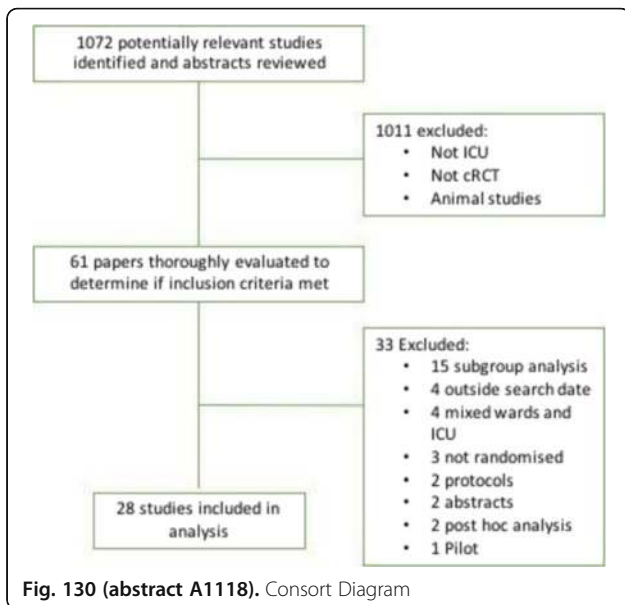 1072 potentially relevant studies
identified and abstracts reviewed
1011 excluded:
• Not ICU
• Not cRCT
• Animal studies
61 papers thoroughly evaluated to
determine if inclusion criteria met
33 Excluded:
• 15 subgroup analysis
• 4 outside search date
• 4 mixed wards and
ICU
• 3 not randomised
• 2 protocols
• 2 abstracts
• 2 post hoc analysis
• 1 Pilot
28 studies included in
analysis
Fig. 130 (abstract A1118). Consort Diagram